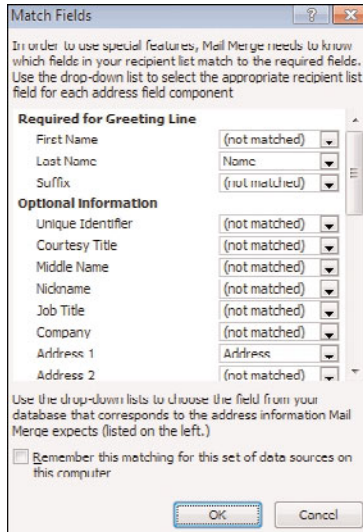 Match Fields
In order to use special features, Mail Merge needs to know
which fields in your recipient list match to the required fields.
Use the drop-down list to select the appropriate recipient list
field for each address field component
Required for Greeting Line
First Name (not matched)
Last Name Name
Suffix (not matched)
Optional Information
Unique Identifier (not matched)
Courtesy Title (not matched)
Middle Name (not matched)
Nickname (not matched)
Job Title (not matched)
Company (not matched)
Address 1 Address
Address 2 (not matched)
Use the drop-down lists to choose the field from your
database that corresponds to the address information Mail
Merge expects (listed on the left.)
Remember this matching for this set of data sources on
this computer
OK Cancel